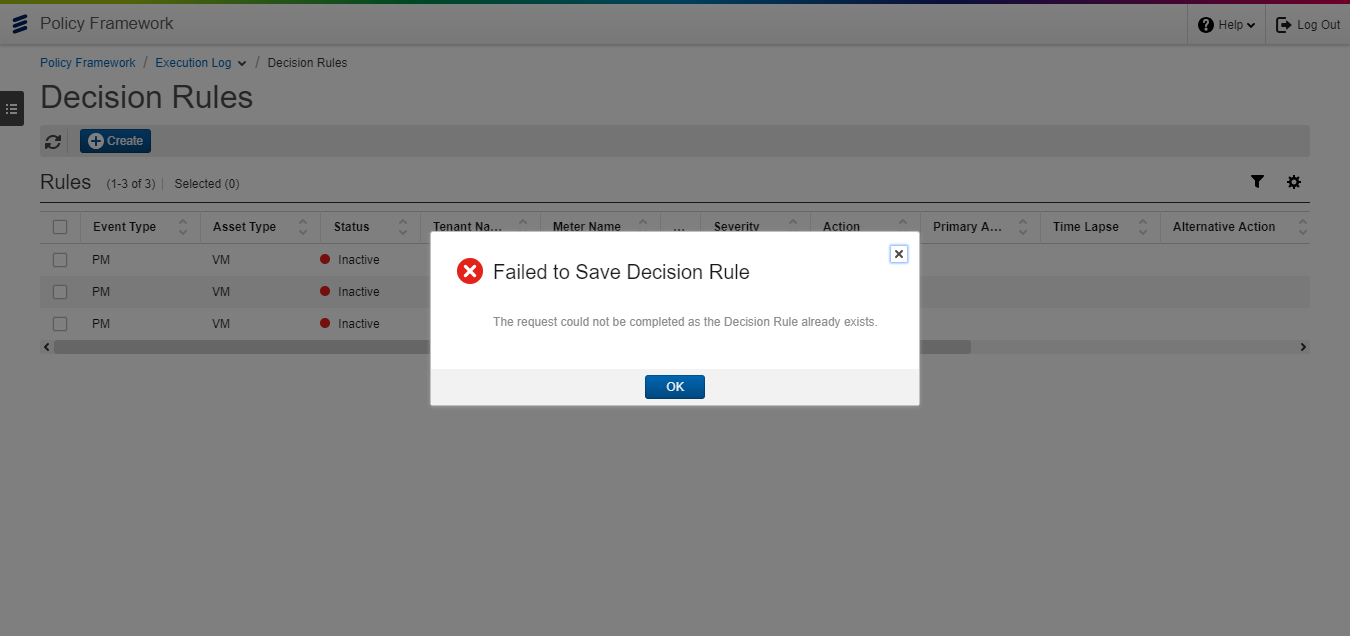 Policy Framework
Help
Log Out
Policy Framework / Execution Log / Decision Rules
Decision Rules
Create
Rules (1-3 of 3) Selected (0)
Event Type Asset Type Status Tenant Na... Meter Name ... Severity Action Primary A... Time Lapse Alternative Action
PM VM Inactive
PM VM Inactive
PM VM Inactive
Failed to Save Decision Rule
The request could not be completed as the Decision Rule already exists.
OK